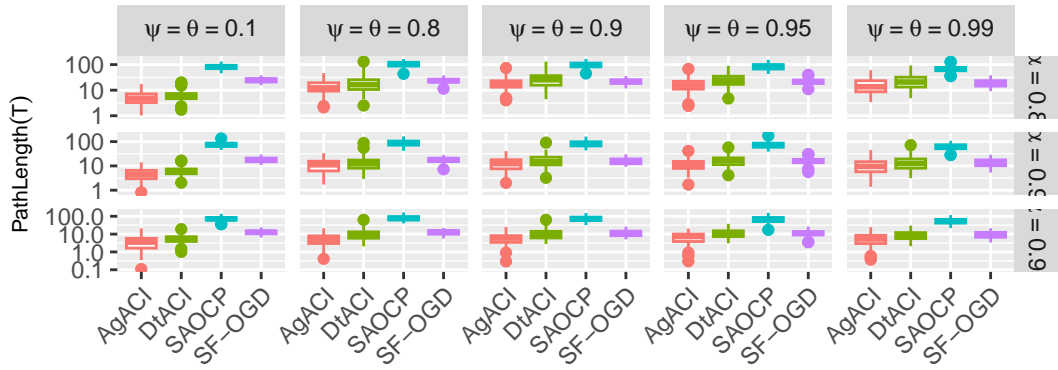 ψ = θ = 0.1
ψ = θ = 0.8
ψ = θ = 0.9
ψ = θ = 0.95
ψ = θ = 0.99
PathLength(T)
100
10
1
100
10
1
100.0
10.0
1.0
0.1
= 0.8
= 0.9
= 0.9
AgACI
DtACI
SAOCP
SF−OGD
AgACI
DtACI
SAOCP
SF−OGD
AgACI
DtACI
SAOCP
SF−OGD
AgACI
DtACI
SAOCP
SF−OGD
AgACI
DtACI
SAOCP
SF−OGD